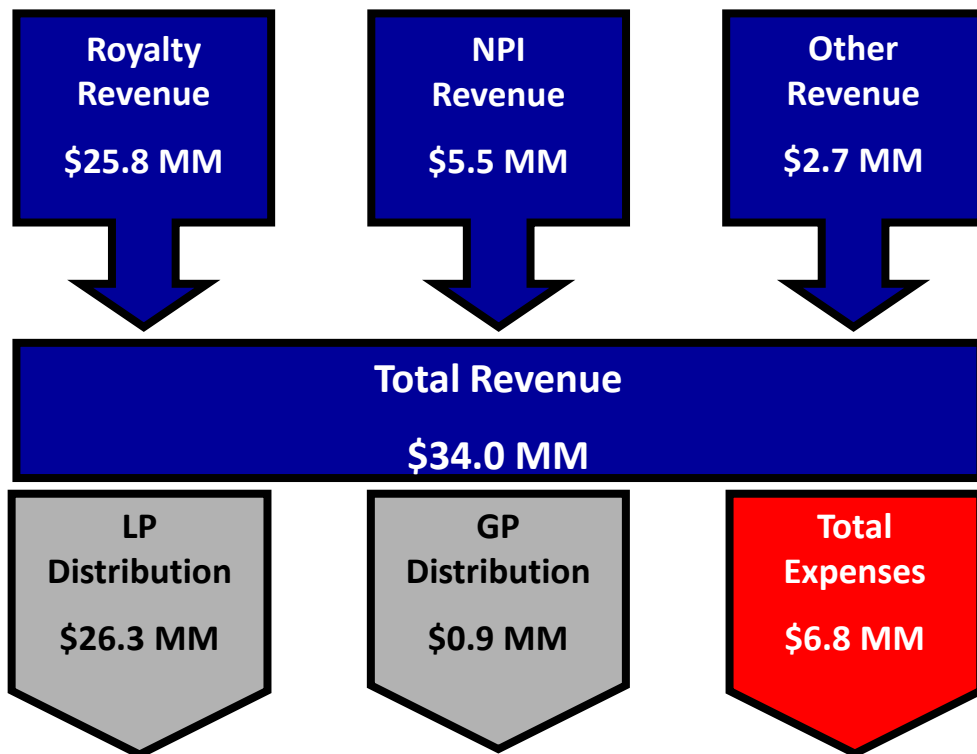 Royalty
Revenue
$25.8 MM
NPI
Revenue
$5.5 MM
Other
Revenue
$2.7 MM
Total Revenue
$34.0 MM
LP
Distribution
$26.3 MM
GP
Distribution
$0.9 MM
Total
Expenses
$6.8 MM